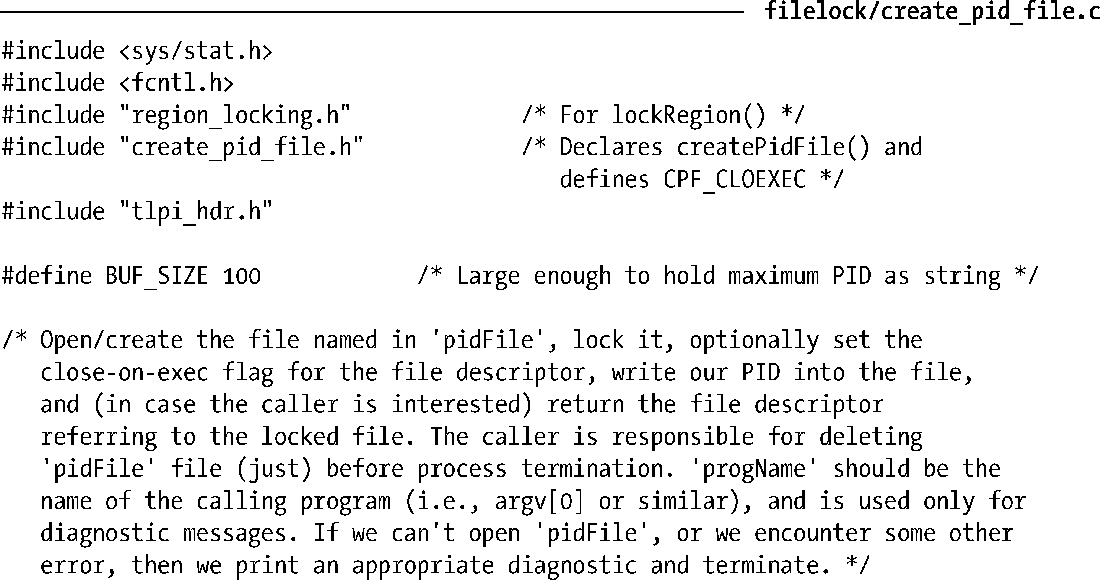 filelock/create_pid_file.c
#include <sys/stat.h>
#include <fcntl.h>
#include "region_locking.h" /* For lockRegion() */
#include "create_pid_file.h" /* Declares createPidFile() and
defines CPF_CLOEXEC */
#include "tlpi_hdr.h"
#define BUF_SIZE 100 /* Large enough to hold maximum PID as string */
/* Open/create the file named in 'pidFile', lock it, optionally set the
close-on-exec flag for the file descriptor, write our PID into the file,
and (in case the caller is interested) return the file descriptor
referring to the locked file. The caller is responsible for deleting
'pidFile' file (just) before process termination. 'progName' should be the
name of the calling program (i.e., argv[0] or similar), and is used only for
diagnostic messages. If we can't open 'pidFile', or we encounter some other
error, then we print an appropriate diagnostic and terminate. */